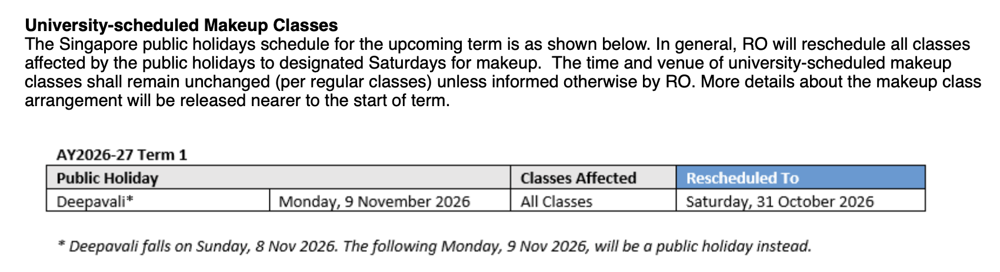 University-scheduled Makeup Classes
The Singapore public holidays schedule for the upcoming term is as shown below. In general, RO will reschedule all classes
affected by the public holidays to designated Saturdays for makeup.  The time and venue of university-scheduled makeup
classes shall remain unchanged (per regular classes) unless informed otherwise by RO. More details about the makeup class
arrangement will be released nearer to the start of term.
AY2026-27 Term 1
Public Holiday Classes Affected Rescheduled To
Deepavali* Monday, 9 November 2026 All Classes Saturday, 31 October 2026
* Deepavali falls on Sunday, 8 Nov 2026. The following Monday, 9 Nov 2026, will be a public holiday instead.